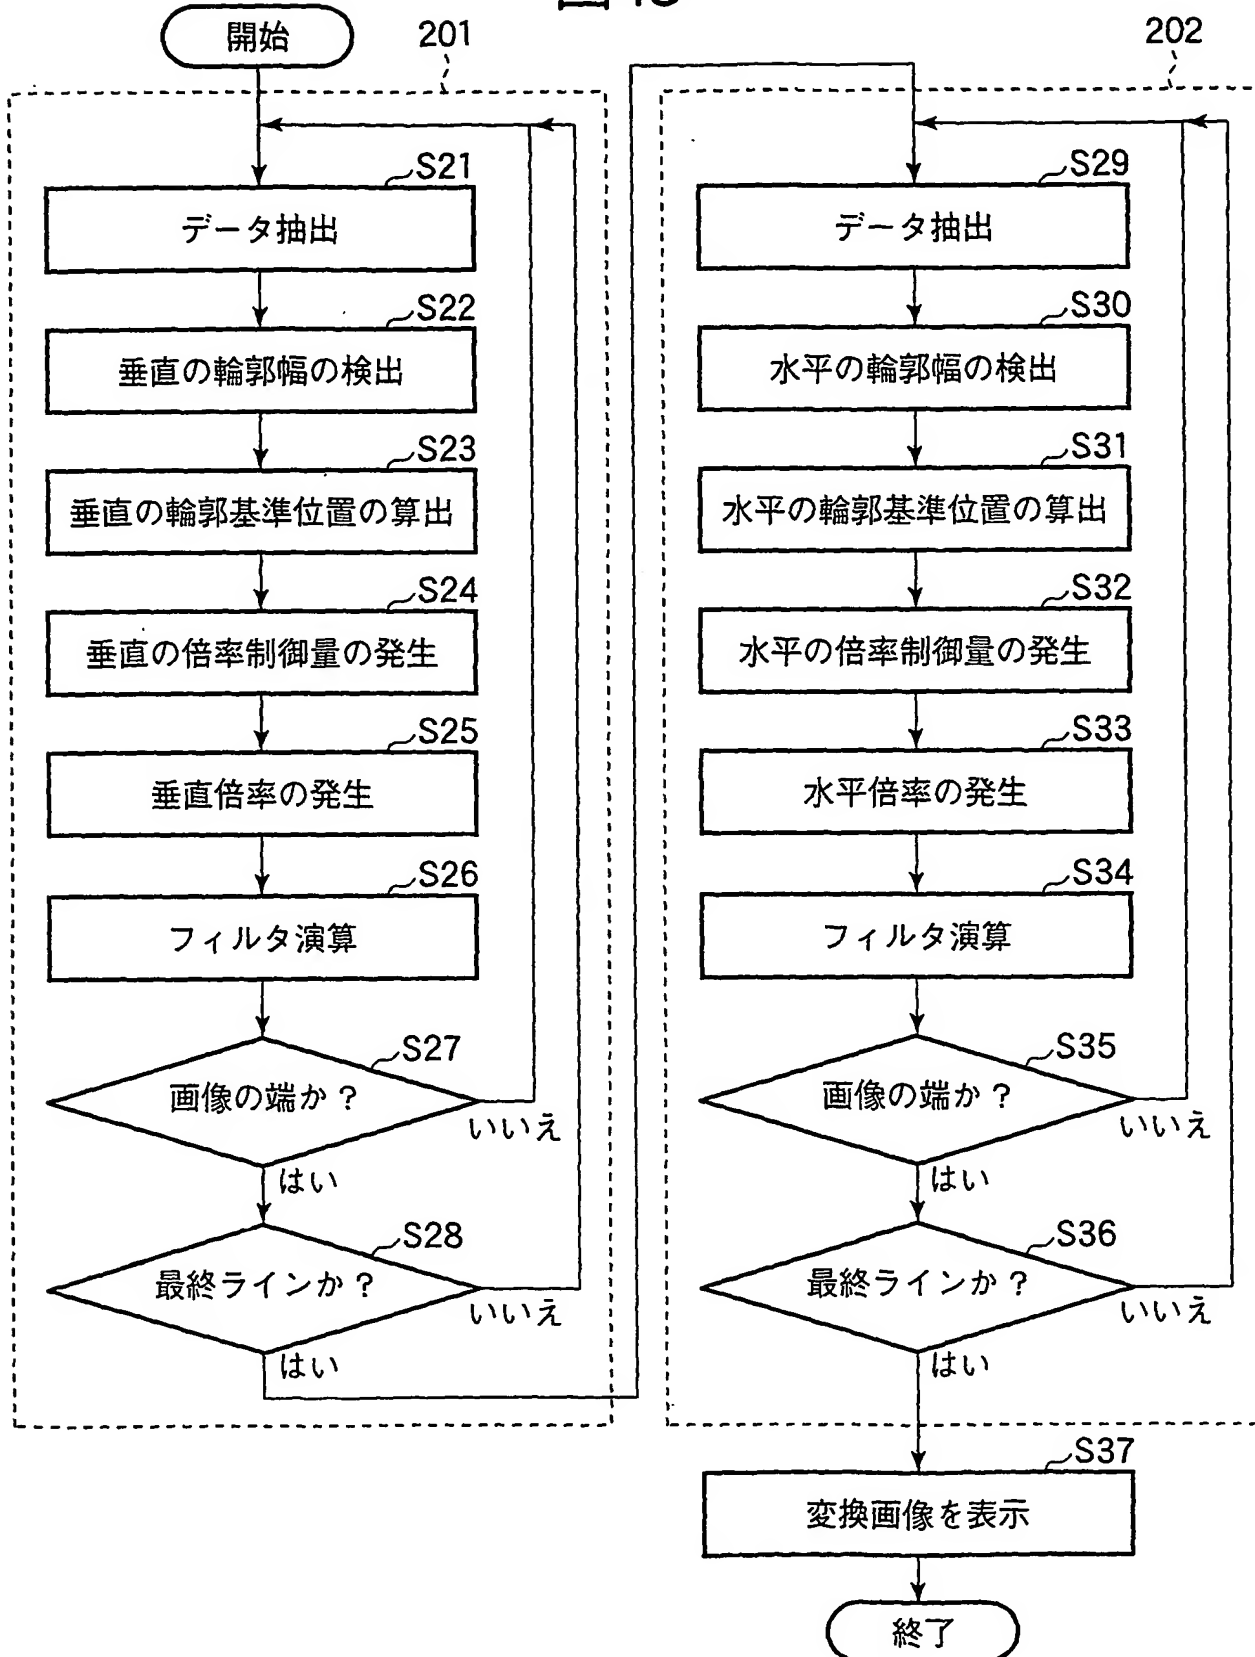 開始
201
S21
データ抽出
S22
垂直の輪郭幅の検出
S23
垂直の輪郭基準位置の算出
S24
垂直の倍率制御量の発生
S25
垂直倍率の発生
S26
フィルタ演算
S27
画像の端か？
いいえ
はい
S28
最終ラインか？
いいえ
はい
202
S29
データ抽出
S30
水平の輪郭幅の検出
S31
水平の輪郭基準位置の算出
S32
水平の倍率制御量の発生
S33
水平倍率の発生
S34
フィルタ演算
S35
画像の端か？
いいえ
はい
S36
最終ラインか？
いいえ
はい
S37
変換画像を表示
終了